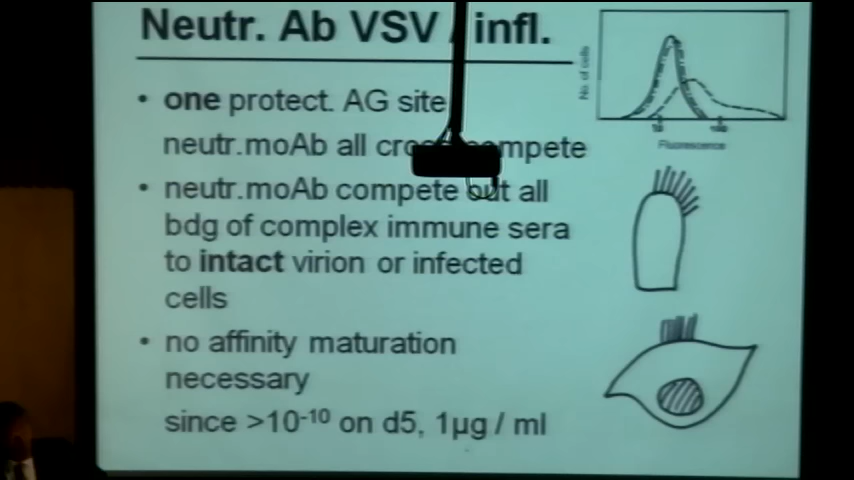 Neutr. Ab VSV / infl.
• one protect. AG site
neutr.moAb all cross compete
• neutr.moAb compete out all
bdg of complex immune sera
to intact virion or infected
cells
• no affinity maturation
necessary
since >10⁻¹⁰ on d5, 1µg / ml
No. of cells
Fluorescence